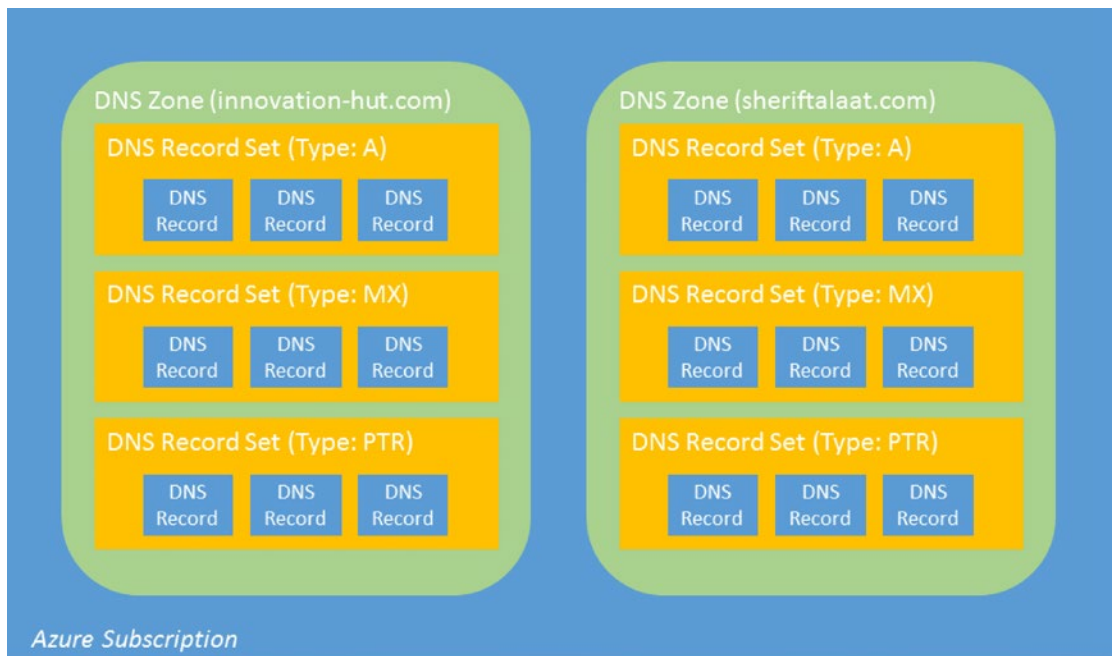 DNS Zone (innovation-hut.com)
DNS Record Set (Type: A)
DNS
Record
DNS
Record
DNS
Record
DNS Record Set (Type: MX)
DNS
Record
DNS
Record
DNS
Record
DNS Record Set (Type: PTR)
DNS
Record
DNS
Record
DNS
Record
DNS Zone (sheriftalaat.com)
DNS Record Set (Type: A)
DNS
Record
DNS
Record
DNS
Record
DNS Record Set (Type: MX)
DNS
Record
DNS
Record
DNS
Record
DNS Record Set (Type: PTR)
DNS
Record
DNS
Record
DNS
Record
Azure Subscription